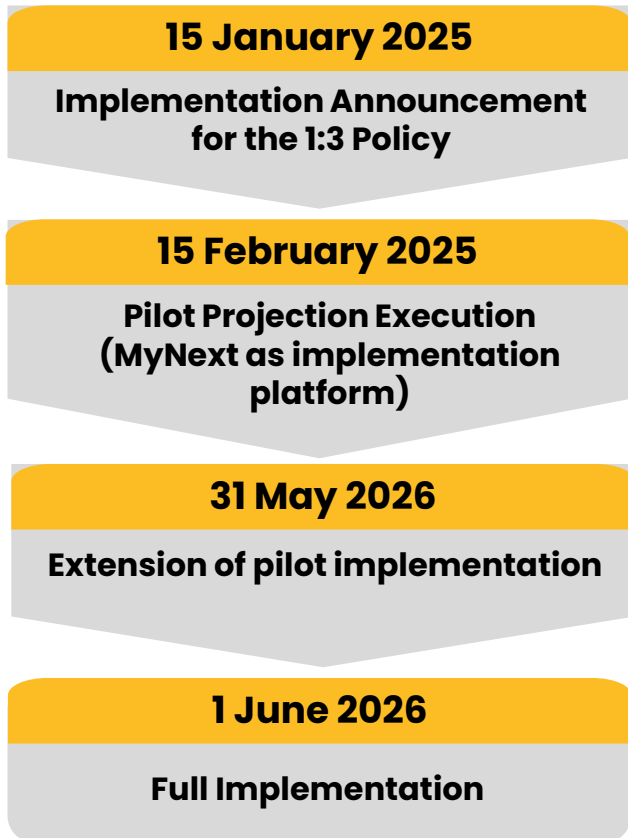 15 January 2025
Implementation Announcement
for the 1:3 Policy
15 February 2025
Pilot Projection Execution
(MyNext as implementation
platform)
31 May 2026
Extension of pilot implementation
1 June 2026
Full Implementation